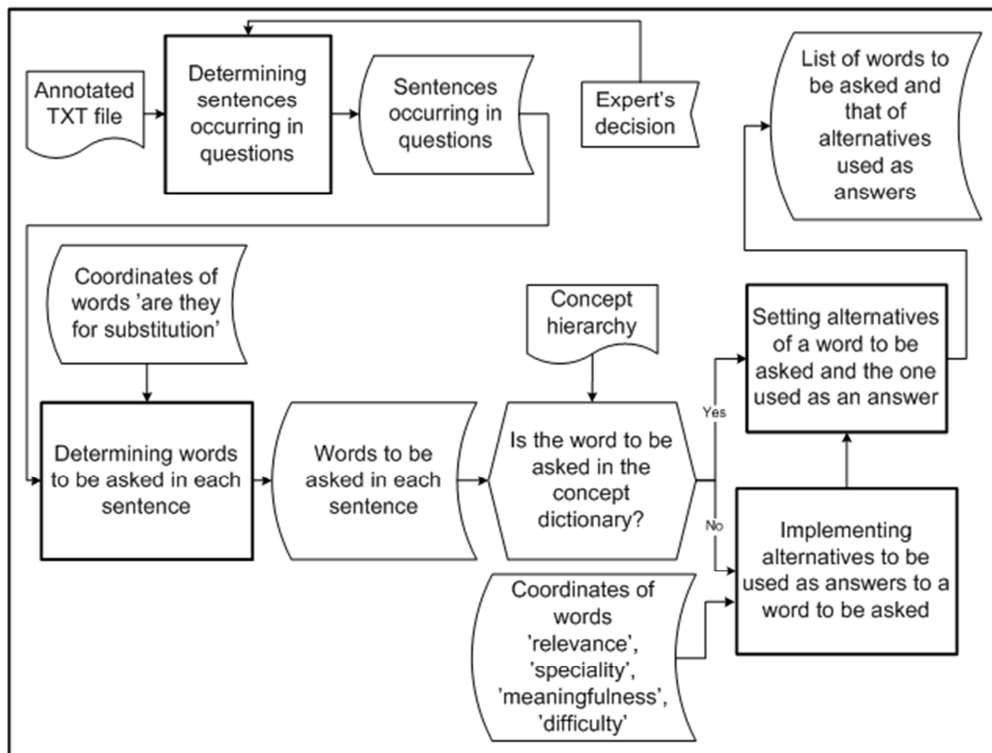 Annotated
TXT file
Determining
sentences
occurring in
questions
Sentences
occurring in
questions
Expert's
decision
List of words to
be asked and
that of
alternatives
used as
answers
Coordinates of
words 'are they
for substitution'
Concept
hierarchy
Setting alternatives
of a word to be
asked and the one
used as an answer
Determining words
to be asked in each
sentence
Words to be
asked in each
sentence
Is the word to be
asked in the
concept
dictionary?
Yes
No
Implementing
alternatives to be
used as answers to a
word to be asked
Coordinates of
words
'relevance',
'speciality',
'meaningfulness',
'difficulty'